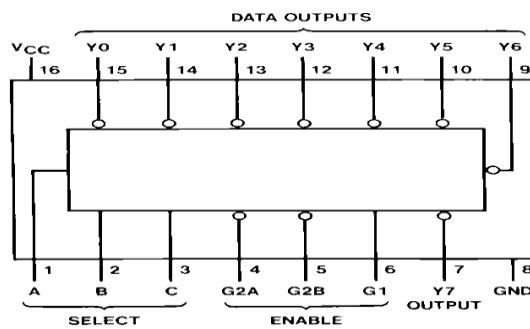 DATA OUTPUTS
VCC Y0 Y1 Y2 Y3 Y4 Y5 Y6
16 15 14 13 12 11 10 9
1 2 3 4 5 6 7 8
A B C G2A G2B G1 Y7 GND
OUTPUT
SELECT ENABLE